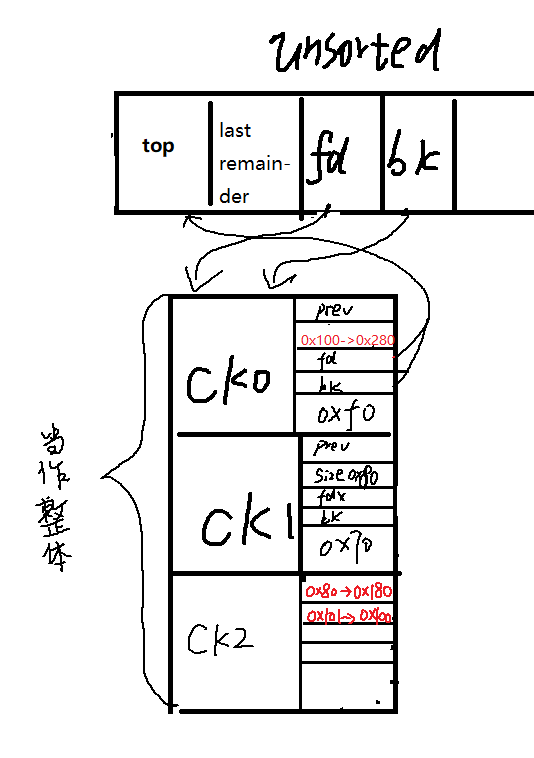 unsorted
top
last
remain-
der
fd
bk
ck0
prev
0x100->0x280
fd
bk
0xf0
ck1
prev
size 0x80
fdx
bk
0x70
ck2
0x80→0x180
0x101→0x100
当作整体